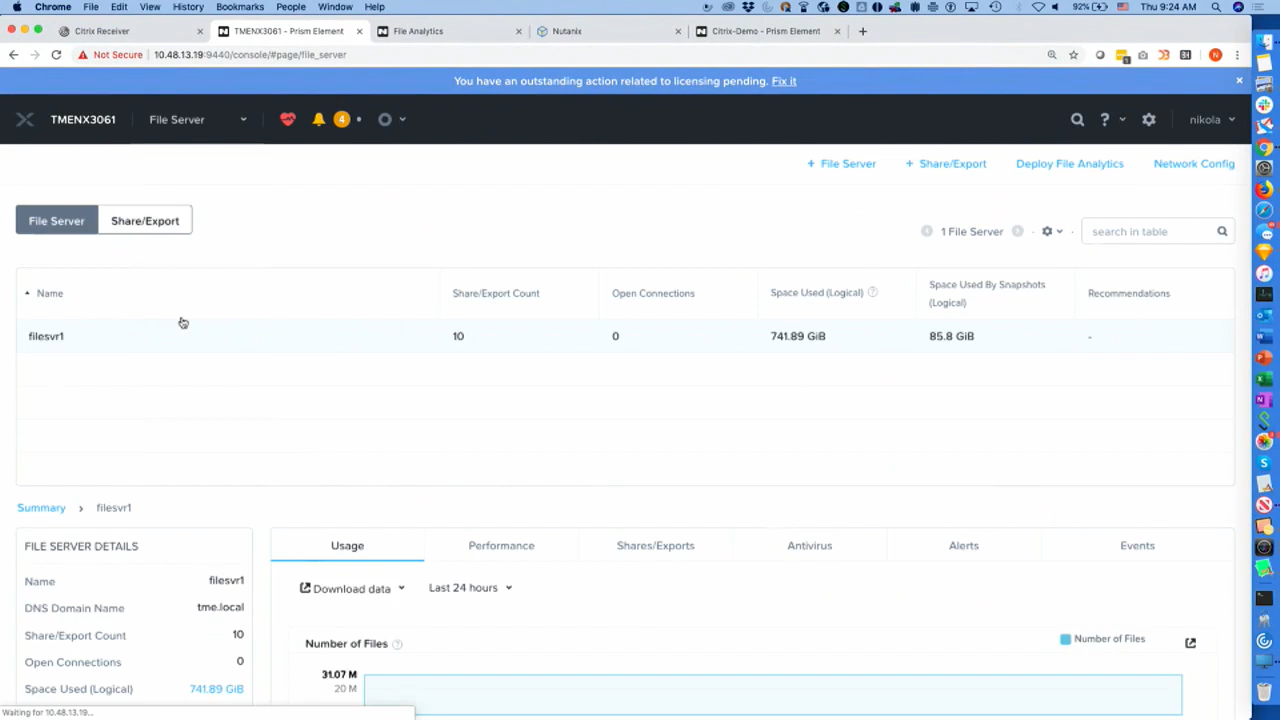 Chrome File Edit View History Bookmarks People Window Help 92% Thu 9:24 AM
Citrix Receiver TMENX3061 - Prism Element File Analytics Nutanix Citrix-Demo - Prism Element
Not Secure 10.48.13.19:9440/console/#page/file_server
You have an outstanding action related to licensing pending. Fix it
TMENX3061 File Server 4 nikola
+ File Server + Share/Export Deploy File Analytics Network Config
File Server Share/Export 1 File Server search in table
Name Share/Export Count Open Connections Space Used (Logical) Space Used By Snapshots (Logical) Recommendations
filesvr1 10 0 741.89 GiB 85.8 GiB -
Summary > filesvr1
FILE SERVER DETAILS Usage Performance Shares/Exports Antivirus Alerts Events
Name filesvr1
Download data Last 24 hours
DNS Domain Name tme.local
Share/Export Count 10
Number of Files Number of Files
Open Connections 0
31.07 M
Space Used (Logical) 741.89 GiB
20 M
Waiting for 10.48.13.19...